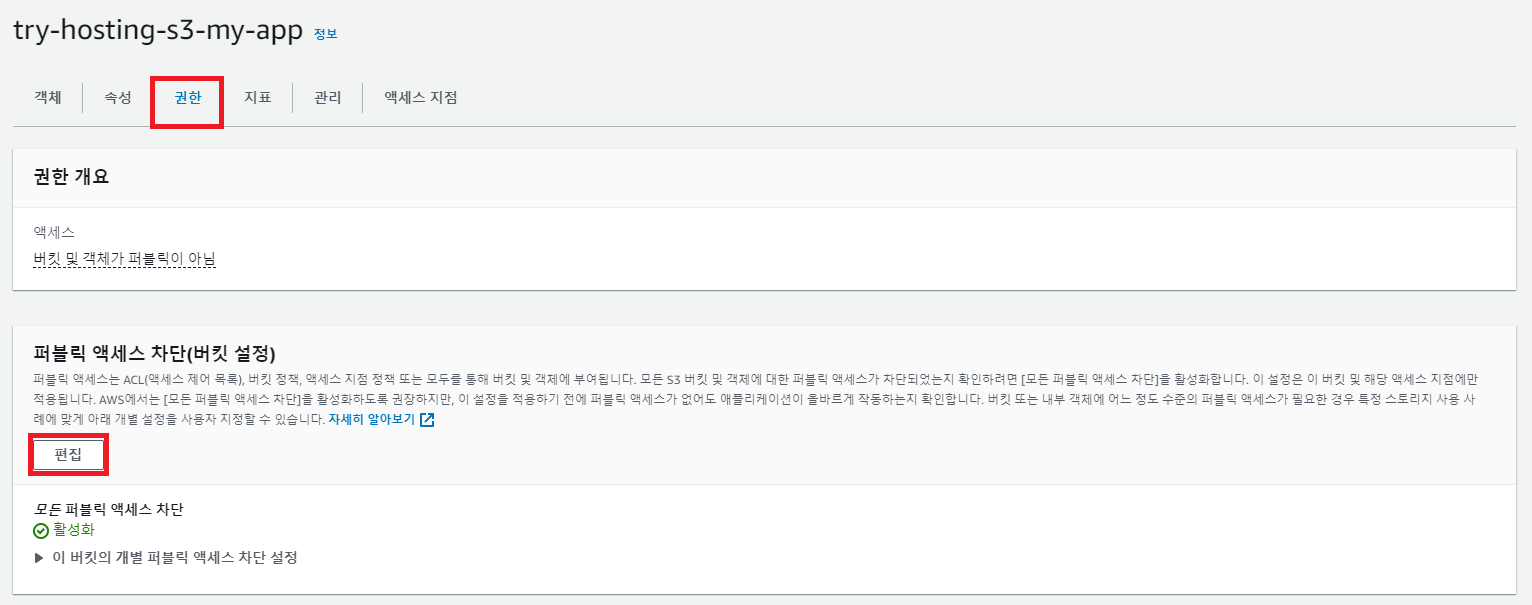 try-hosting-s3-my-app 정보
객체 속성 권한 지표 관리 액세스 지점
권한 개요
액세스
버킷 및 객체가 퍼블릭이 아님
퍼블릭 액세스 차단(버킷 설정)
퍼블릭 액세스는 ACL(액세스 제어 목록), 버킷 정책, 액세스 지점 정책 또는 모두를 통해 버킷 및 객체에 부여됩니다. 모든 S3 버킷 및 객체에 대한 퍼블릭 액세스가 차단되었는지 확인하려면 [모든 퍼블릭 액세스 차단]을 활성화합니다. 이 설정은 이 버킷 및 해당 액세스 지점에만
적용됩니다. AWS에서는 [모든 퍼블릭 액세스 차단]을 활성화하도록 권장하지만, 이 설정을 적용하기 전에 퍼블릭 액세스가 없어도 애플리케이션이 올바르게 작동하는지 확인합니다. 버킷 또는 내부 객체에 어느 정도 수준의 퍼블릭 액세스가 필요한 경우 특정 스토리지 사용 사
례에 맞게 아래 개별 설정을 사용자 지정할 수 있습니다. 자세히 알아보기
편집
모든 퍼블릭 액세스 차단
활성화
이 버킷의 개별 퍼블릭 액세스 차단 설정